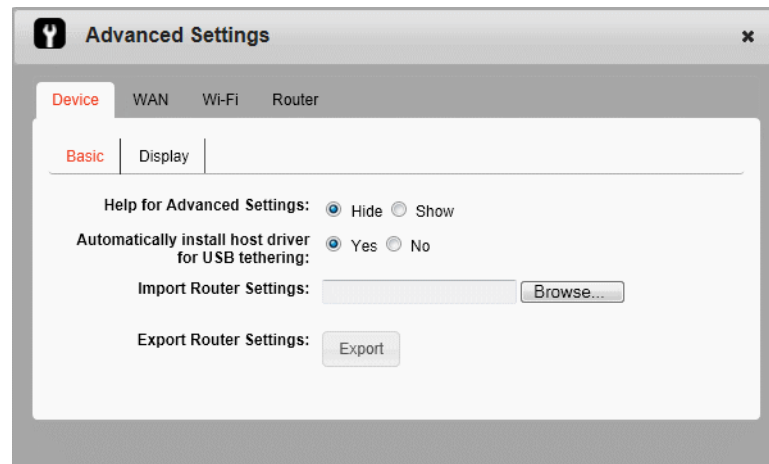 Advanced Settings
Device WAN Wi-Fi Router
Basic Display
Help for Advanced Settings: Hide Show
Automatically install host driver
for USB tethering: Yes No
Import Router Settings: Browse...
Export Router Settings: Export